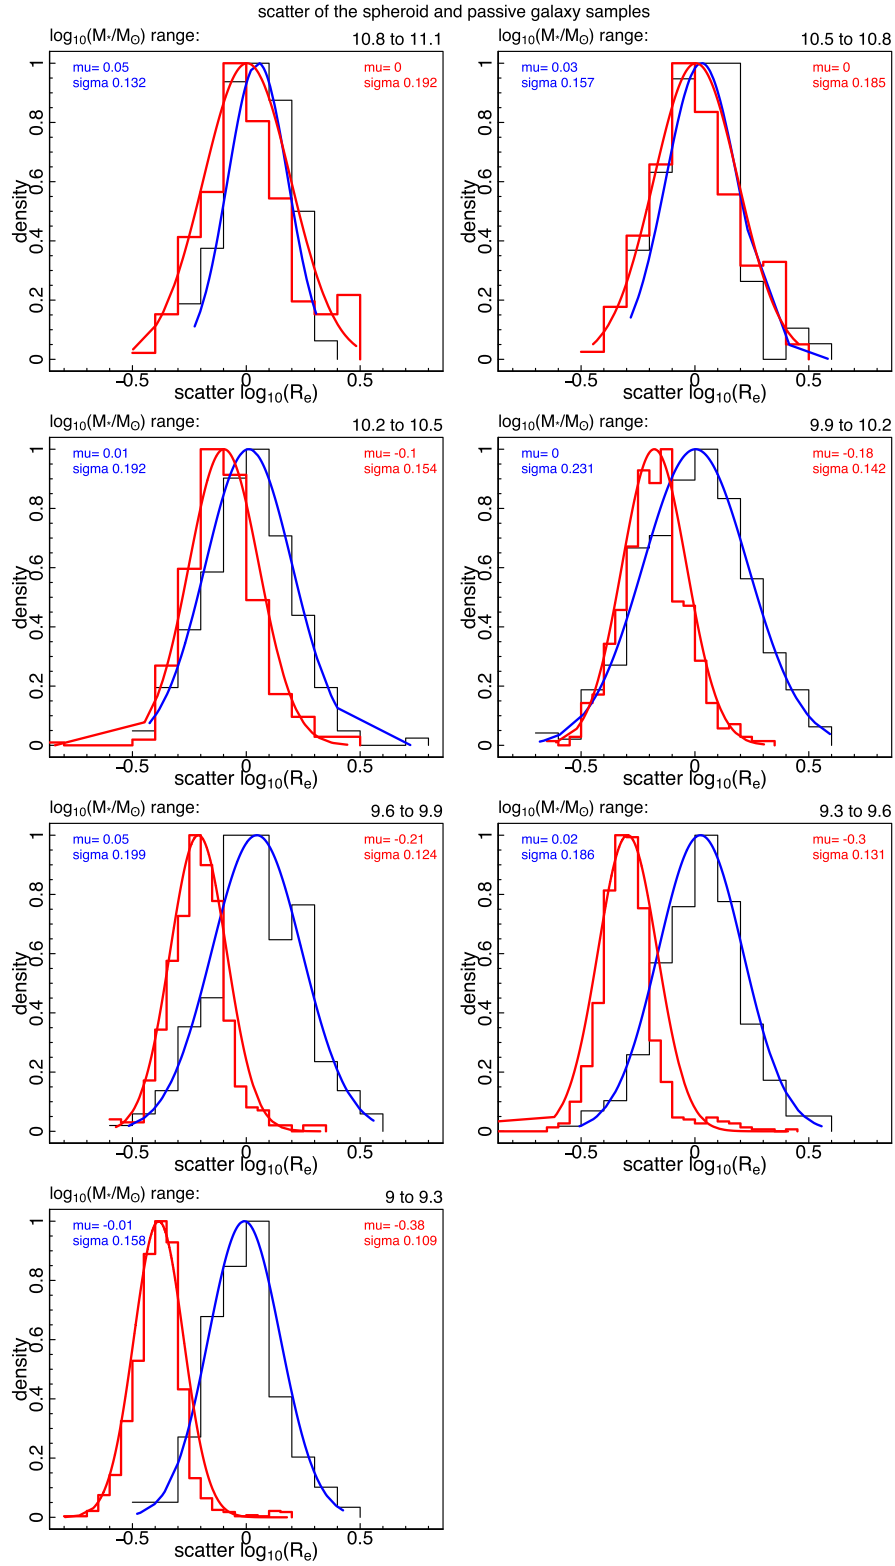 scatter of the spheroid and passive galaxy samples
log₁₀(M*/M⊙) range: 10.8 to 11.1
mu= 0.05 mu= 0
sigma 0.132 sigma 0.192
density
0 0.2 0.4 0.6 0.8 1
−0.5 0 0.5
scatter log₁₀(Rₑ)
log₁₀(M*/M⊙) range: 10.5 to 10.8
mu= 0.03 mu= 0
sigma 0.157 sigma 0.185
density
0 0.2 0.4 0.6 0.8 1
−0.5 0 0.5
scatter log₁₀(Rₑ)
log₁₀(M*/M⊙) range: 10.2 to 10.5
mu= 0.01 mu= -0.1
sigma 0.192 sigma 0.154
density
0 0.2 0.4 0.6 0.8 1
−0.5 0 0.5
scatter log₁₀(Rₑ)
log₁₀(M*/M⊙) range: 9.9 to 10.2
mu= 0 mu= -0.18
sigma 0.231 sigma 0.142
density
0 0.2 0.4 0.6 0.8 1
−0.5 0 0.5
scatter log₁₀(Rₑ)
log₁₀(M*/M⊙) range: 9.6 to 9.9
mu= 0.05 mu= -0.21
sigma 0.199 sigma 0.124
density
0 0.2 0.4 0.6 0.8 1
−0.5 0 0.5
scatter log₁₀(Rₑ)
log₁₀(M*/M⊙) range: 9.3 to 9.6
mu= 0.02 mu= -0.3
sigma 0.186 sigma 0.131
density
0 0.2 0.4 0.6 0.8 1
−0.5 0 0.5
scatter log₁₀(Rₑ)
log₁₀(M*/M⊙) range: 9 to 9.3
mu= -0.01 mu= -0.38
sigma 0.158 sigma 0.109
density
0 0.2 0.4 0.6 0.8 1
−0.5 0 0.5
scatter log₁₀(Rₑ)